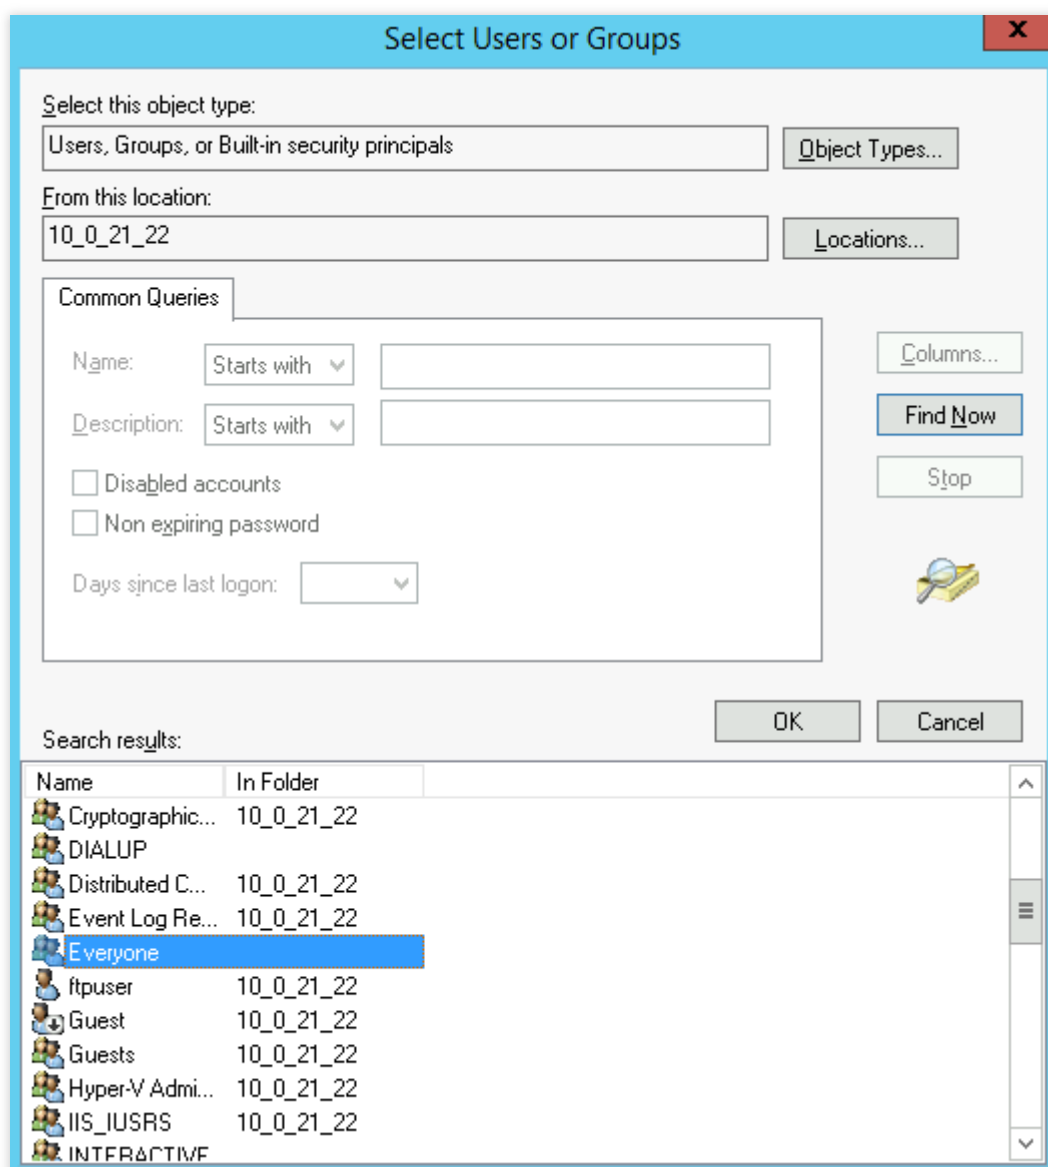 Select Users or Groups
x
Select this object type:
Users, Groups, or Built-in security principals
Object Types...
From this location:
10_0_21_22
Locations...
Common Queries
Name:
Starts with
Columns...
Description:
Starts with
Find Now
Disabled accounts
Stop
Non expiring password
Days since last logon:
OK
Cancel
Search results:
Name In Folder
Cryptographic... 10_0_21_22
DIALUP
Distributed C... 10_0_21_22
Event Log Re... 10_0_21_22
Everyone
ftpuser 10_0_21_22
Guest 10_0_21_22
Guests 10_0_21_22
Hyper-V Admi... 10_0_21_22
IIS_IUSRS 10_0_21_22
INTERACTIVE